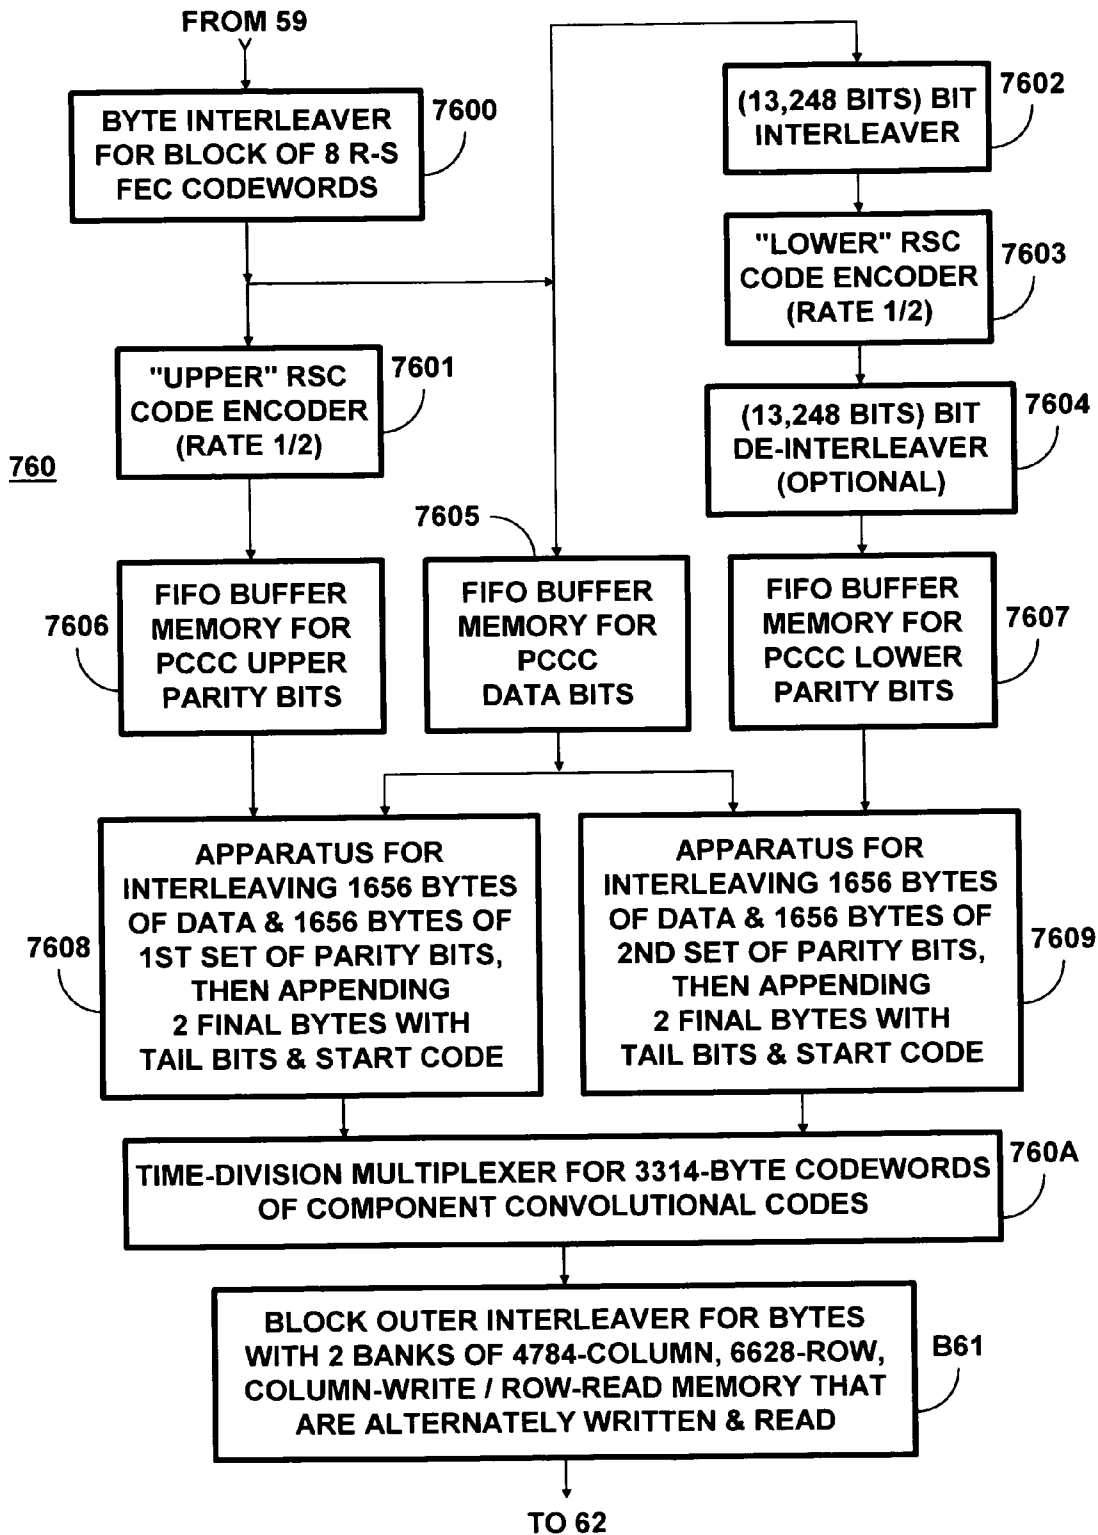 FROM 59
BYTE INTERLEAVER
FOR BLOCK OF 8 R-S
FEC CODEWORDS
7600
(13,248 BITS) BIT
INTERLEAVER
7602
"LOWER" RSC
CODE ENCODER
(RATE 1/2)
7603
"UPPER" RSC
CODE ENCODER
(RATE 1/2)
7601
(13,248 BITS) BIT
DE-INTERLEAVER
(OPTIONAL)
7604
760
7605
FIFO BUFFER
MEMORY FOR
PCCC UPPER
PARITY BITS
7606
FIFO BUFFER
MEMORY FOR
PCCC
DATA BITS
FIFO BUFFER
MEMORY FOR
PCCC LOWER
PARITY BITS
7607
APPARATUS FOR
INTERLEAVING 1656 BYTES
OF DATA & 1656 BYTES OF
1ST SET OF PARITY BITS,
THEN APPENDING
2 FINAL BYTES WITH
TAIL BITS & START CODE
7608
APPARATUS FOR
INTERLEAVING 1656 BYTES
OF DATA & 1656 BYTES OF
2ND SET OF PARITY BITS,
THEN APPENDING
2 FINAL BYTES WITH
TAIL BITS & START CODE
7609
TIME-DIVISION MULTIPLEXER FOR 3314-BYTE CODEWORDS
OF COMPONENT CONVOLUTIONAL CODES
760A
BLOCK OUTER INTERLEAVER FOR BYTES
WITH 2 BANKS OF 4784-COLUMN, 6628-ROW,
COLUMN-WRITE / ROW-READ MEMORY THAT
ARE ALTERNATELY WRITTEN & READ
B61
TO 62